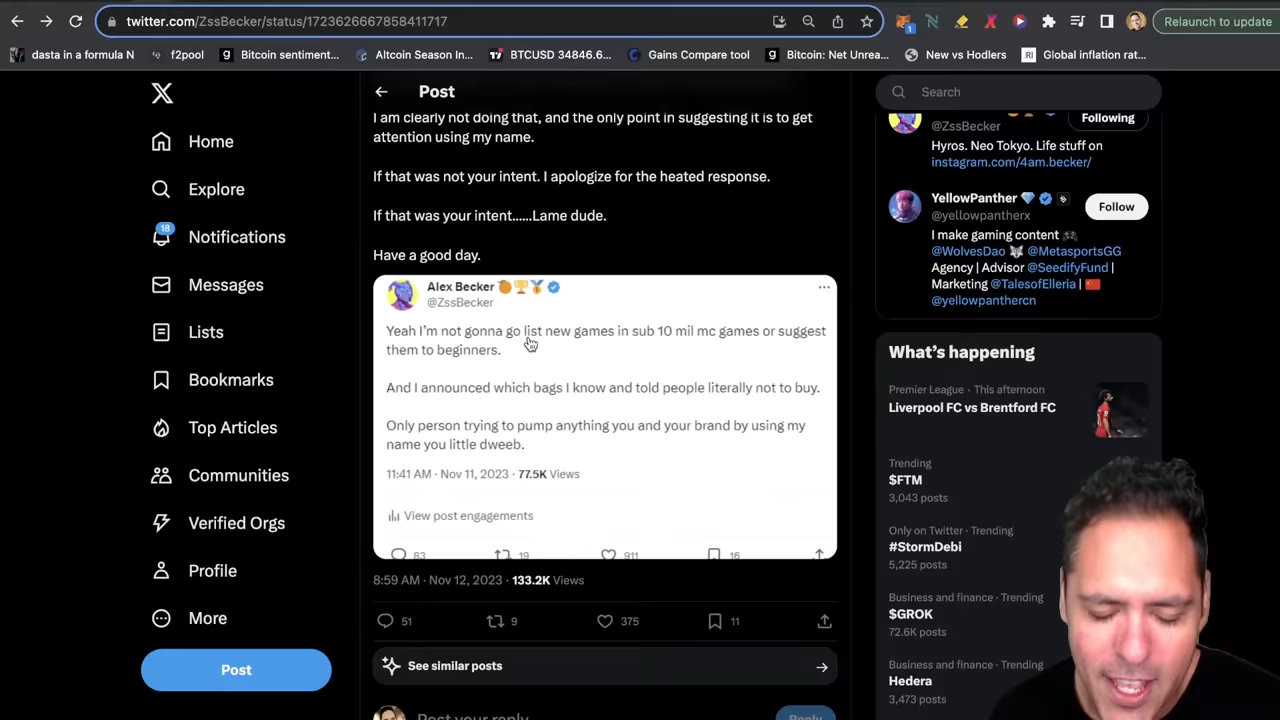 twitter.com/ZssBecker/status/1723626667858411717
Relaunch to update
dasta in a formula N
f2pool
Bitcoin sentiment...
Altcoin Season In...
BTCUSD 34846.6...
Gains Compare tool
Bitcoin: Net Unrea...
New vs Hodlers
Global inflation rat...
Home
Explore
18
Notifications
Messages
Lists
Bookmarks
Top Articles
Communities
Verified Orgs
Profile
More
Post
Post
I am clearly not doing that, and the only point in suggesting it is to get
attention using my name.
If that was not your intent. I apologize for the heated response.
If that was your intent......Lame dude.
Have a good day.
Alex Becker
@ZssBecker
Yeah I'm not gonna go list new games in sub 10 mil mc games or suggest
them to beginners.
And I announced which bags I know and told people literally not to buy.
Only person trying to pump anything you and your brand by using my
name you little dweeb.
11:41 AM · Nov 11, 2023 · 77.5K Views
View post engagements
83 19 911 16
8:59 AM · Nov 12, 2023 · 133.2K Views
51 9 375 11
See similar posts
Post your reply
Reply
Search
@ZssBecker
Following
Hyros. Neo Tokyo. Life stuff on
instagram.com/4am.becker/
YellowPanther
@yellowpantherx
Follow
I make gaming content
@WolvesDao @MetasportsGG
Agency | Advisor @SeedifyFund |
Marketing @TalesofElleria |
@yellowpanthercn
What's happening
Premier League · This afternoon
Liverpool FC vs Brentford FC
Trending
$FTM
3,043 posts
Only on Twitter · Trending
#StormDebi
5,225 posts
Business and finance · Trending
$GROK
72.6K posts
Business and finance · Trending
Hedera
3,473 posts